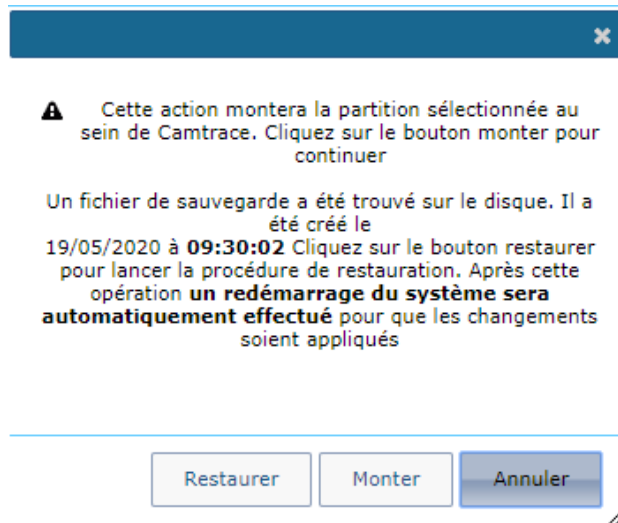 Cette action montera la partition sélectionnée au
sein de Camtrace. Cliquez sur le bouton monter pour
continuer
Un fichier de sauvegarde a été trouvé sur le disque. Il a
été créé le
19/05/2020 à 09:30:02 Cliquez sur le bouton restaurer
pour lancer la procédure de restauration. Après cette
opération un redémarrage du système sera
automatiquement effectué pour que les changements
soient appliqués
Restaurer Monter Annuler